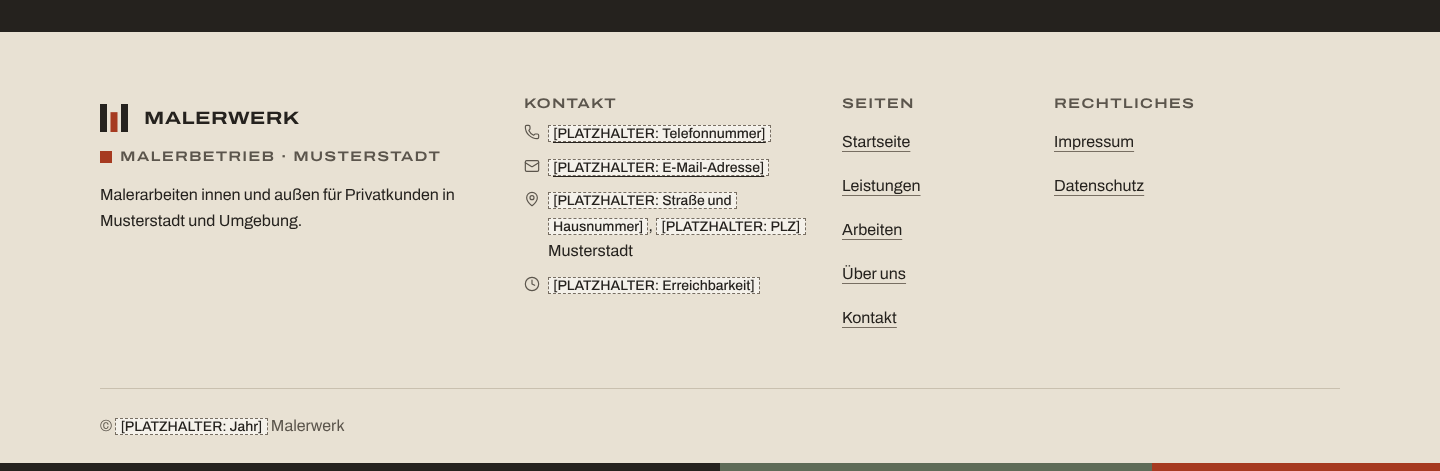 MALERWERK
MALERBETRIEB · MUSTERSTADT
Malerarbeiten innen und außen für Privatkunden in
Musterstadt und Umgebung.
KONTAKT
[PLATZHALTER: Telefonnummer]
[PLATZHALTER: E-Mail-Adresse]
[PLATZHALTER: Straße und
Hausnummer], [PLATZHALTER: PLZ]
Musterstadt
[PLATZHALTER: Erreichbarkeit]
SEITEN
Startseite
Leistungen
Arbeiten
Über uns
Kontakt
RECHTLICHES
Impressum
Datenschutz
© [PLATZHALTER: Jahr] Malerwerk